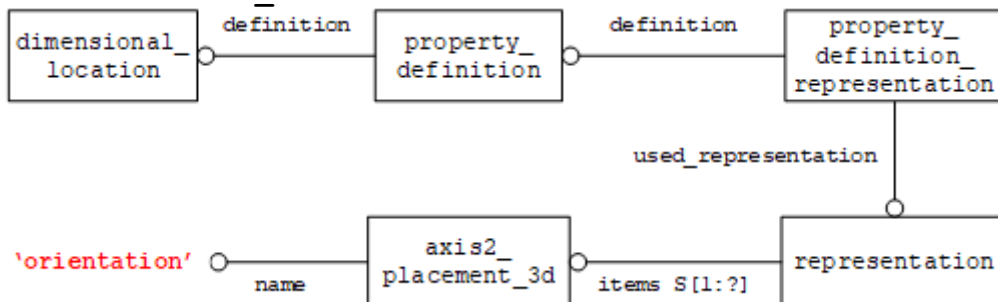 definition
definition
dimensional_
location
property_
definition
property_
definition_
representation
used_representation
'orientation'
name
axis2_
placement_3d
items S[1:?]
representation